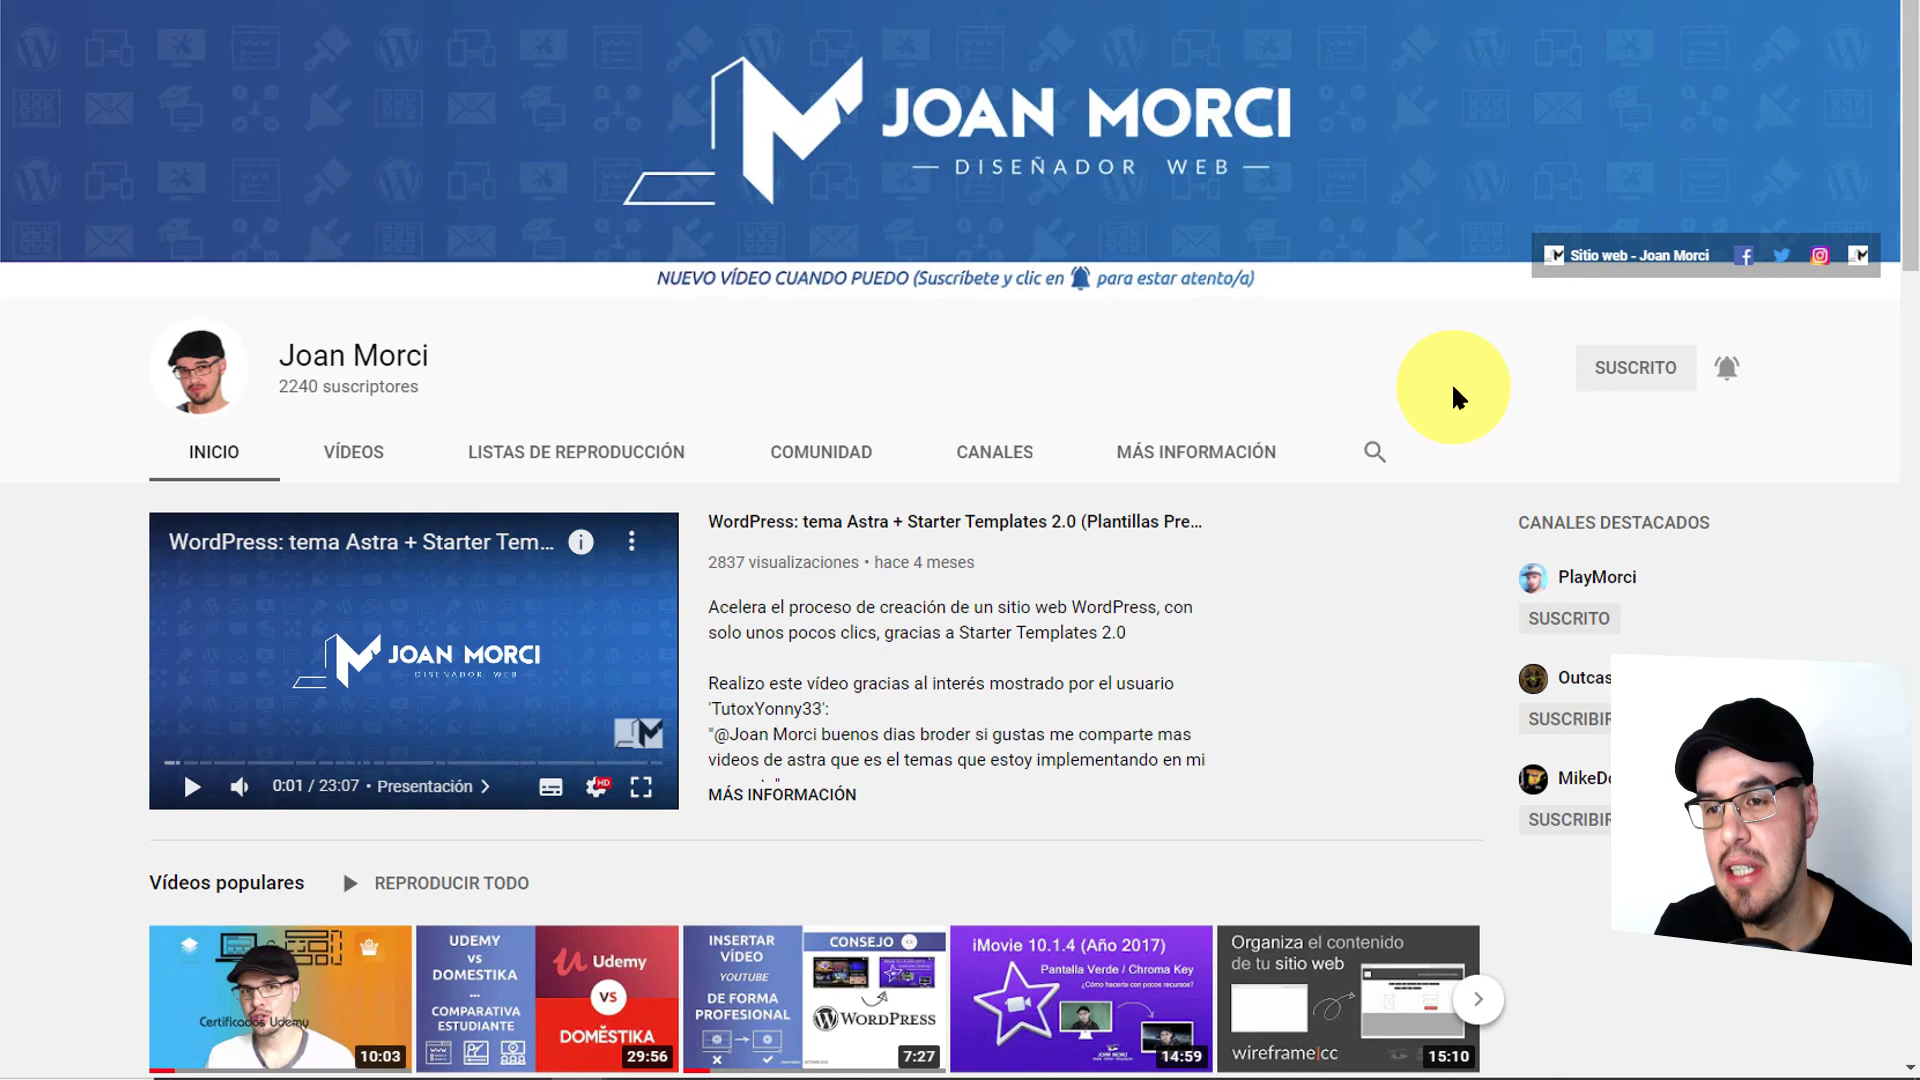 JOAN MORCI
DISEÑADOR WEB
Sitio web - Joan Morci
NUEVO VÍDEO CUANDO PUEDO (Suscríbete y clic en para estar atento/a)
Joan Morci
2240 suscriptores
SUSCRITO
INICIO
VÍDEOS
LISTAS DE REPRODUCCIÓN
COMUNIDAD
CANALES
MÁS INFORMACIÓN
WordPress: tema Astra + Starter Tem...
JOAN MORCI
DISEÑADOR WEB
0:01 / 23:07 • Presentación
HD
WordPress: tema Astra + Starter Templates 2.0 (Plantillas Pre...
2837 visualizaciones • hace 4 meses
Acelera el proceso de creación de un sitio web WordPress, con
solo unos pocos clics, gracias a Starter Templates 2.0
Realizo este vídeo gracias al interés mostrado por el usuario
'TutoxYonny33':
"@Joan Morci buenos dias broder si gustas me comparte mas
videos de astra que es el temas que estoy implementando en mi
MÁS INFORMACIÓN
CANALES DESTACADOS
PlayMorci
SUSCRITO
Outcas
SUSCRIBIR
MikeDo
SUSCRIBIR
Vídeos populares
REPRODUCIR TODO
Certificados Udemy
10:03
UDEMY
VS
DOMESTIKA
...
COMPARATIVA
ESTUDIANTE
Udemy
VS
DOMESTIKA
29:56
INSERTAR
VÍDEO
YOUTUBE
DE FORMA
PROFESIONAL
CONSEJO
WORDPRESS
7:27
iMovie 10.1.4 (Año 2017)
Pantalla Verde / Chroma Key
¿Cómo hacerla con pocos recursos?
14:59
Organiza el contenido
de tu sitio web
wireframe|cc
15:10